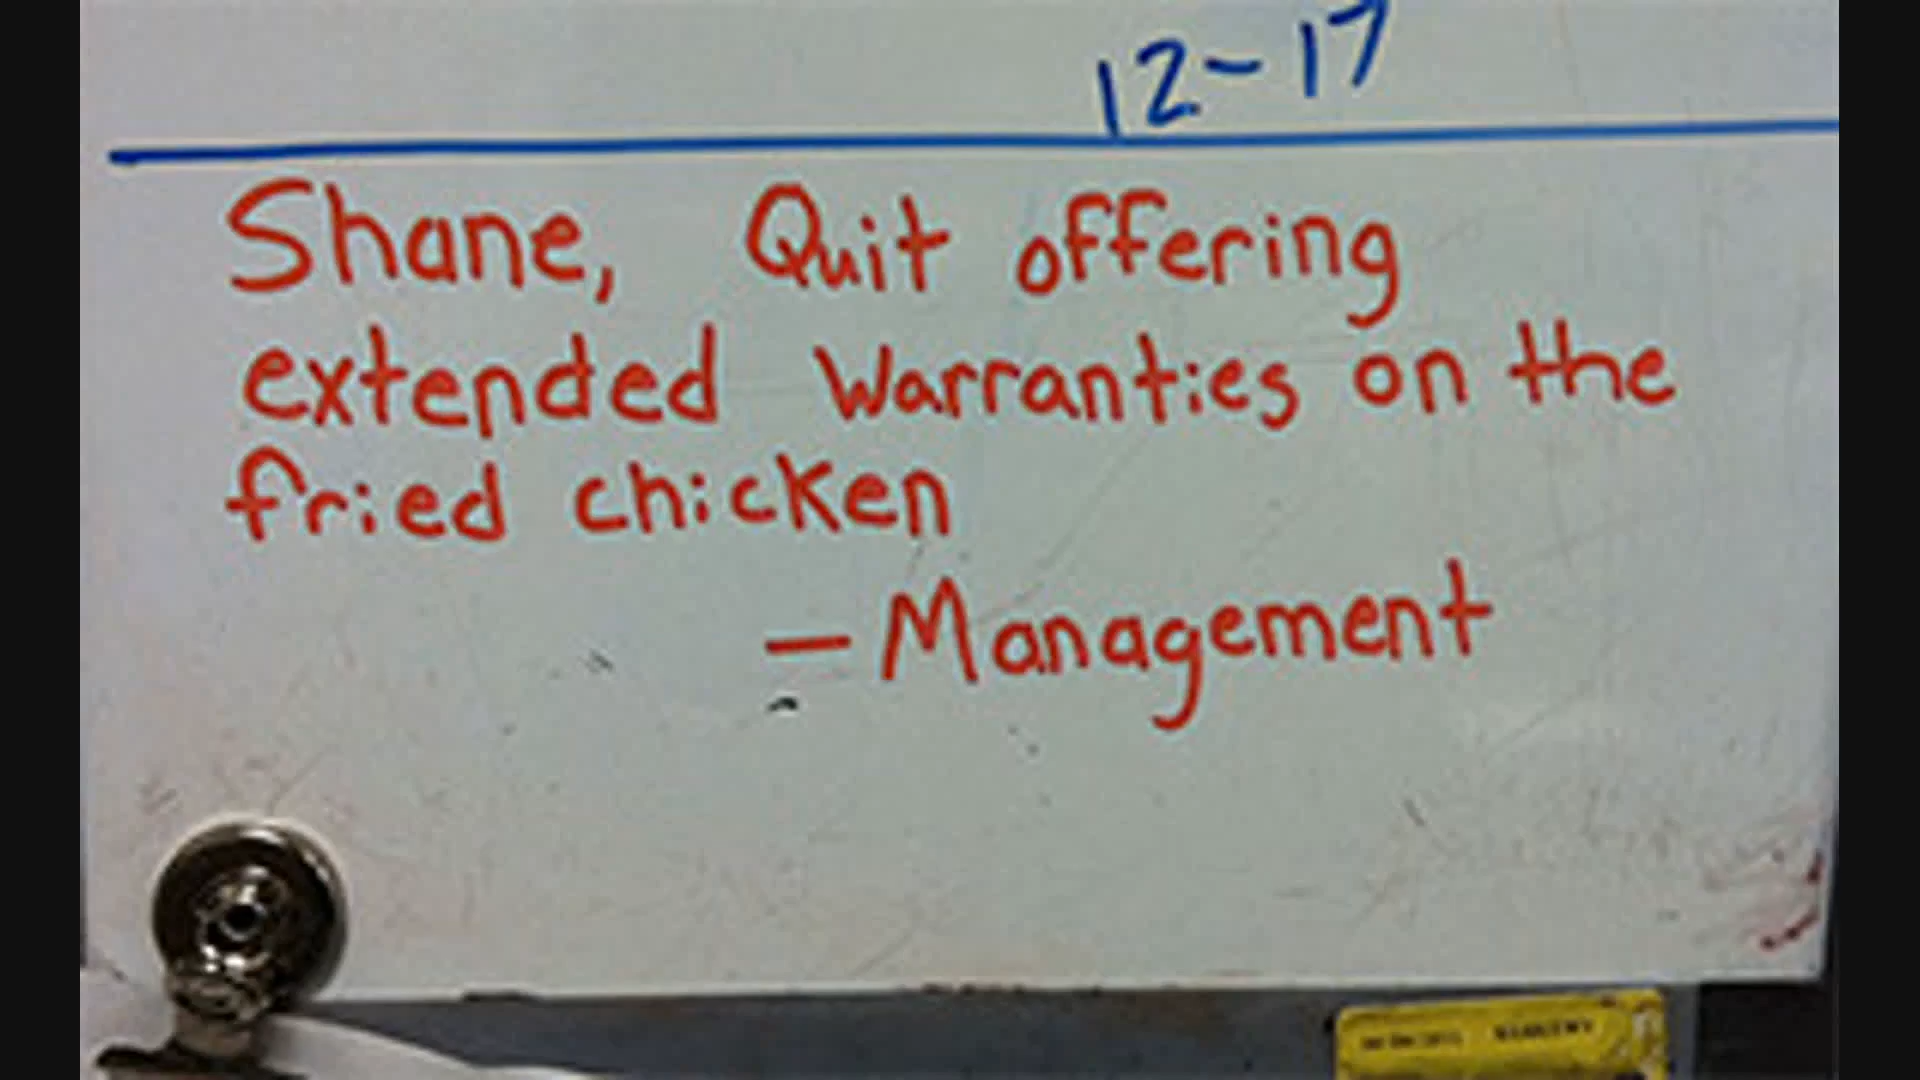 12-17
Shane, Quit offering
extended warranties on the
fried chicken
- Management